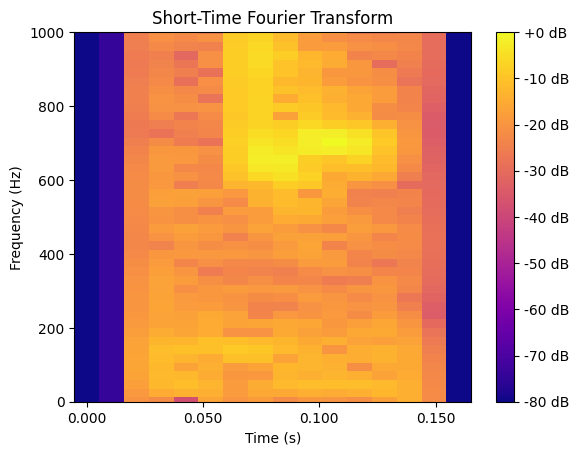 Short-Time Fourier Transform
1000
800
600
400
200
0
Frequency (Hz)
0.000
0.050
0.100
0.150
Time (s)
+0 dB
-10 dB
-20 dB
-30 dB
-40 dB
-50 dB
-60 dB
-70 dB
-80 dB